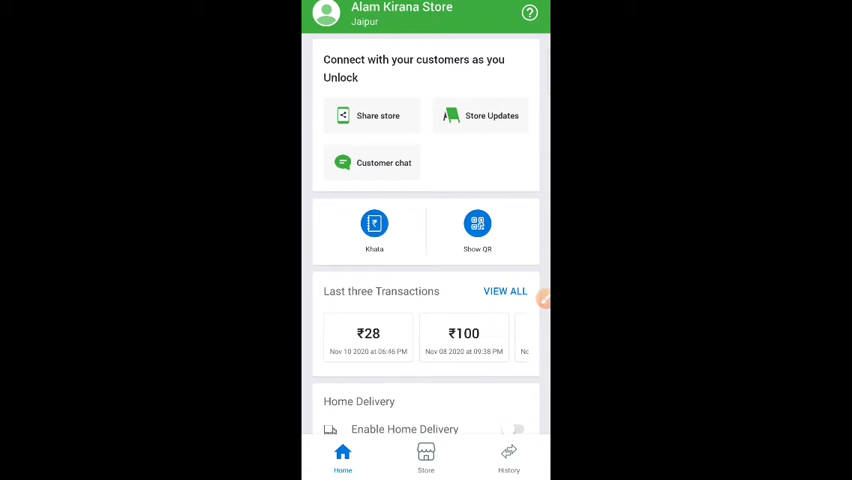 Alam Kirana Store
Jaipur
Connect with your customers as you
Unlock
Share store
Store Updates
Customer chat
Khata
Show QR
Last three Transactions
VIEW ALL
₹28
₹100
Nov 10 2020 at 06:46 PM
Nov 08 2020 at 09:38 PM
Home Delivery
Enable Home Delivery
Home
Store
History